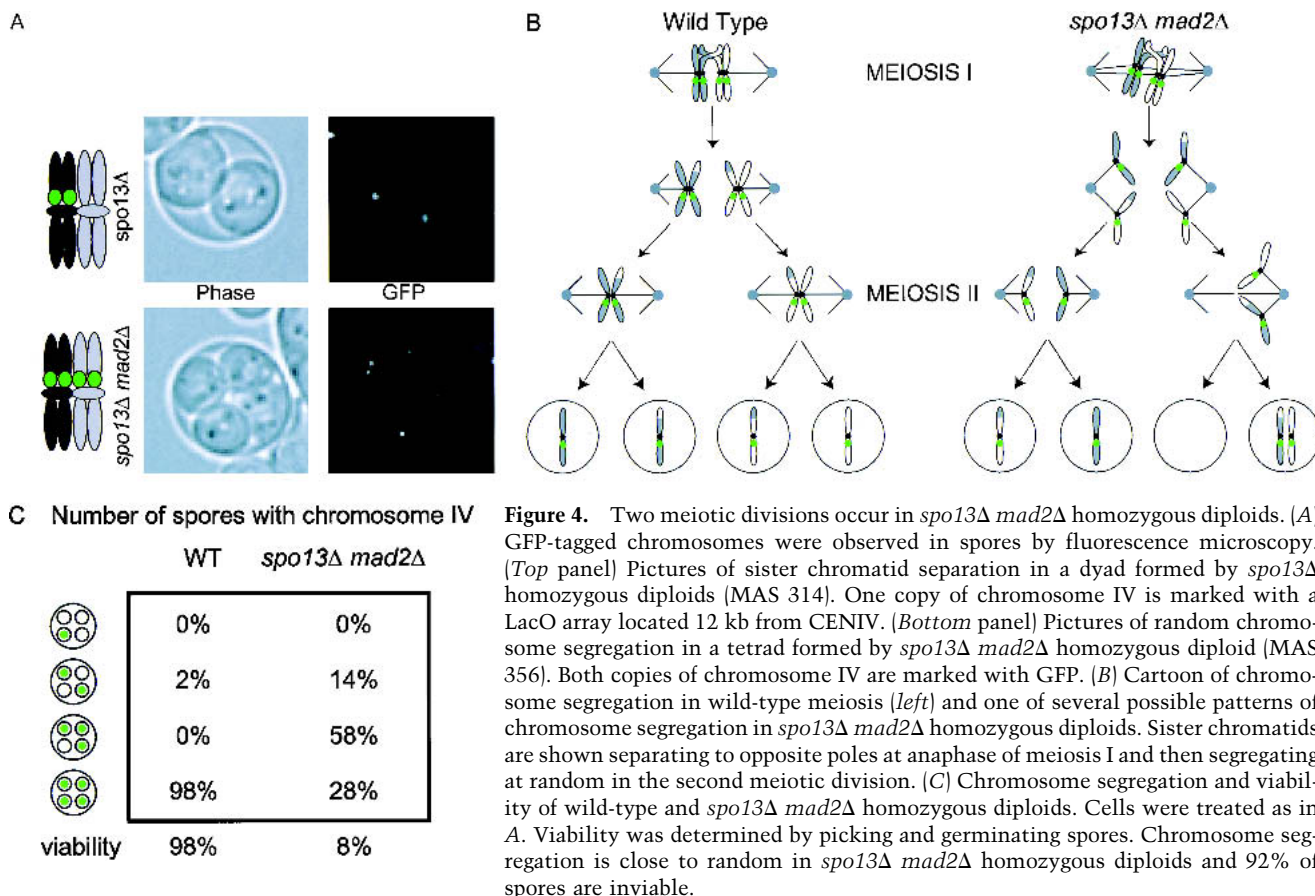 A
spo13Δ
Phase
GFP
spo13Δ mad2Δ
B
Wild Type
spo13Δ mad2Δ
MEIOSIS I
MEIOSIS II
C Number of spores with chromosome IV
WT spo13Δ mad2Δ
0% 0%
2% 14%
0% 58%
98% 28%
viability 98% 8%
Figure 4. Two meiotic divisions occur in spo13Δ mad2Δ homozygous diploids. (A)
GFP-tagged chromosomes were observed in spores by fluorescence microscopy.
(Top panel) Pictures of sister chromatid separation in a dyad formed by spo13Δ
homozygous diploids (MAS 314). One copy of chromosome IV is marked with a
LacO array located 12 kb from CENIV. (Bottom panel) Pictures of random chromo-
some segregation in a tetrad formed by spo13Δ mad2Δ homozygous diploid (MAS
356). Both copies of chromosome IV are marked with GFP. (B) Cartoon of chromo-
some segregation in wild-type meiosis (left) and one of several possible patterns of
chromosome segregation in spo13Δ mad2Δ homozygous diploids. Sister chromatids
are shown separating to opposite poles at anaphase of meiosis I and then segregating
at random in the second meiotic division. (C) Chromosome segregation and viabil-
ity of wild-type and spo13Δ mad2Δ homozygous diploids. Cells were treated as in
A. Viability was determined by picking and germinating spores. Chromosome seg-
regation is close to random in spo13Δ mad2Δ homozygous diploids and 92% of
spores are inviable.